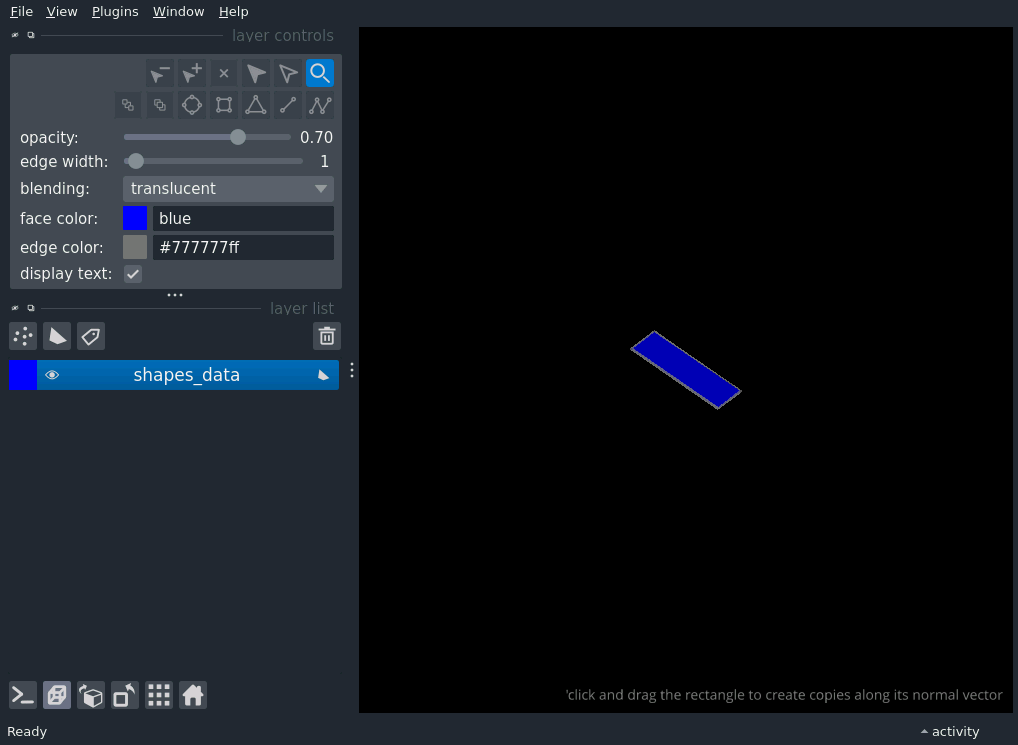 File View Plugins Window Help
layer controls
opacity: 0.70
edge width: 1
blending: translucent
face color: blue
edge color: #777777ff
display text:
layer list
shapes_data
'click and drag the rectangle to create copies along its normal vector
Ready
activity